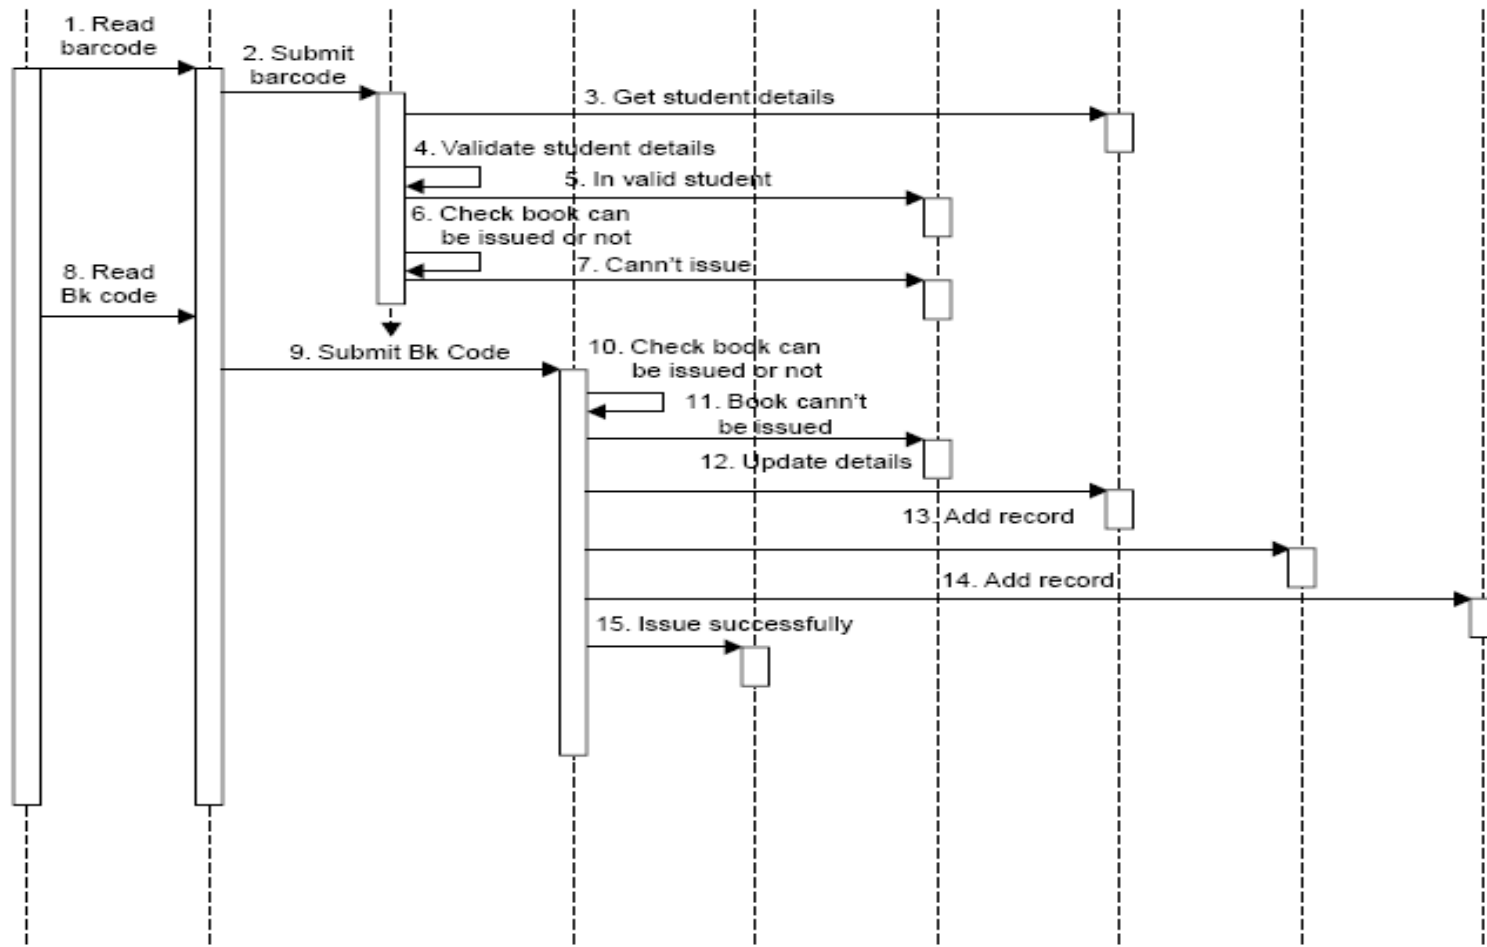 1. Read
barcode
2. Submit
barcode
3. Get student details
4. Validate student details
5. In valid student
6. Check book can
be issued or not
7. Cann't issue
8. Read
Bk code
9. Submit Bk Code
10. Check book can
be issued or not
11. Book cann't
be issued
12. Update details
13. Add record
14. Add record
15. Issue successfully